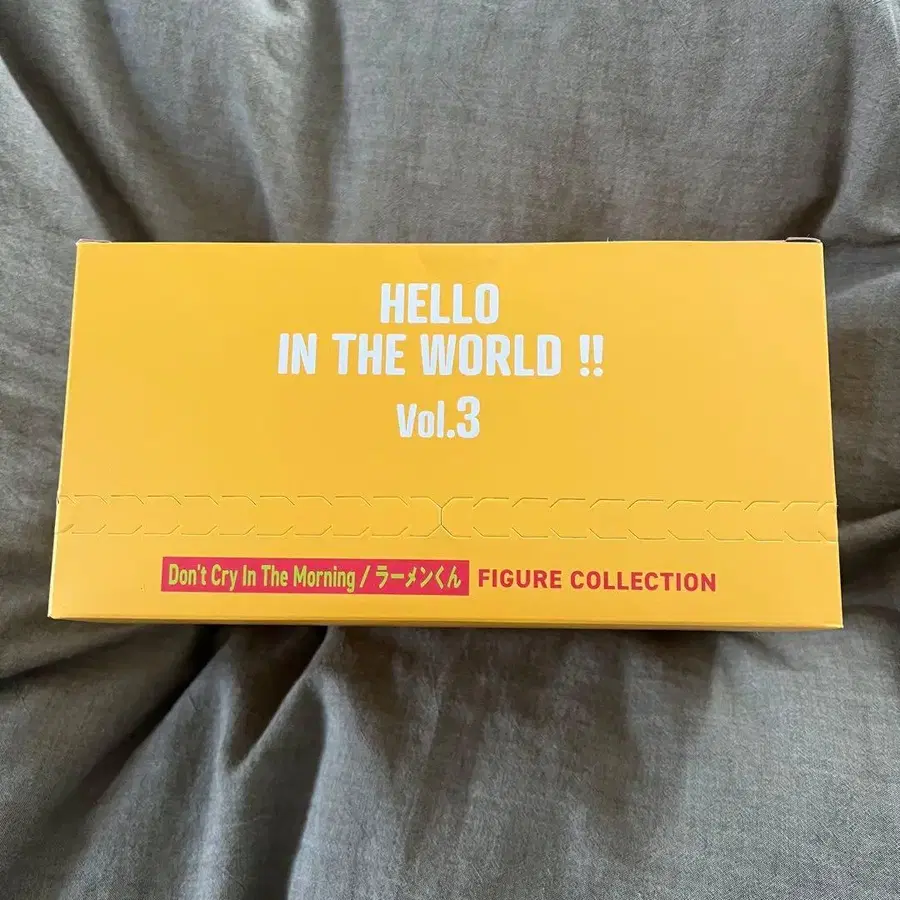 HELLO
IN THE WORLD !!
Vol.3
Don't Cry In The Morning / ラーメンくん FIGURE COLLECTION